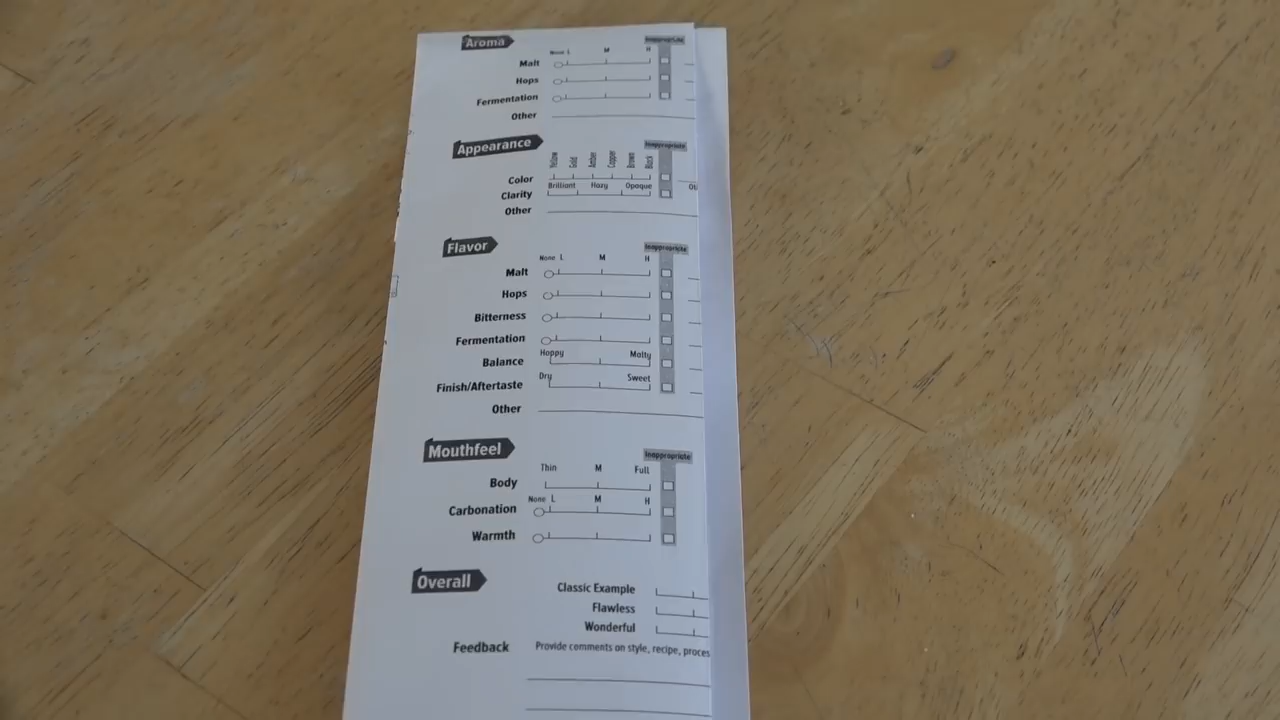 Aroma
Inappropriate
None L M H
Malt
Hops
Fermentation
Other
Appearance
Inappropriate
Yellow Gold Amber Copper Brown Black
Color
Brilliant Hazy Opaque
Clarity
Other
Flavor
Inappropriate
None L M H
Malt
Hops
Bitterness
Fermentation
Hoppy Malty
Balance
Dry Sweet
Finish/Aftertaste
Other
Mouthfeel
Inappropriate
Thin M Full
Body
None L M H
Carbonation
Warmth
Overall
Classic Example
Flawless
Wonderful
Feedback Provide comments on style, recipe, proces